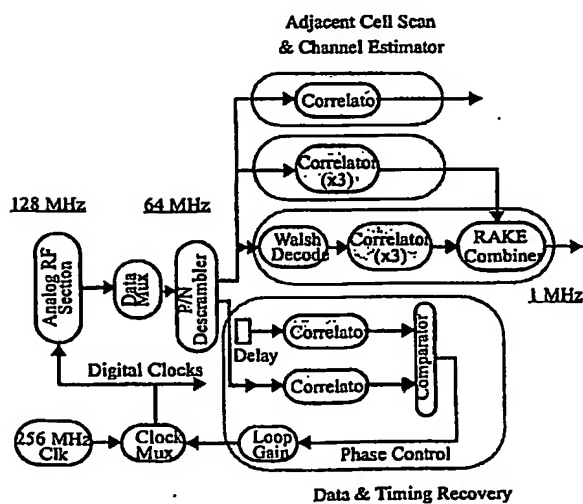 Adjacent Cell Scan
& Channel Estimator
Correlato
Correlator
(x3)
128 MHz
64 MHz
Analog RF
Section
Data
Mux
P/N
Descrambler
Walsh
Decode
Correlator
(x3)
RAKE
Combiner
1 MHz
Delay
Correlato
Correlato
Comparator
Digital Clocks
256 MHz
Clk
Clock
Mux
Loop
Gain
Phase Control
Data & Timing Recovery